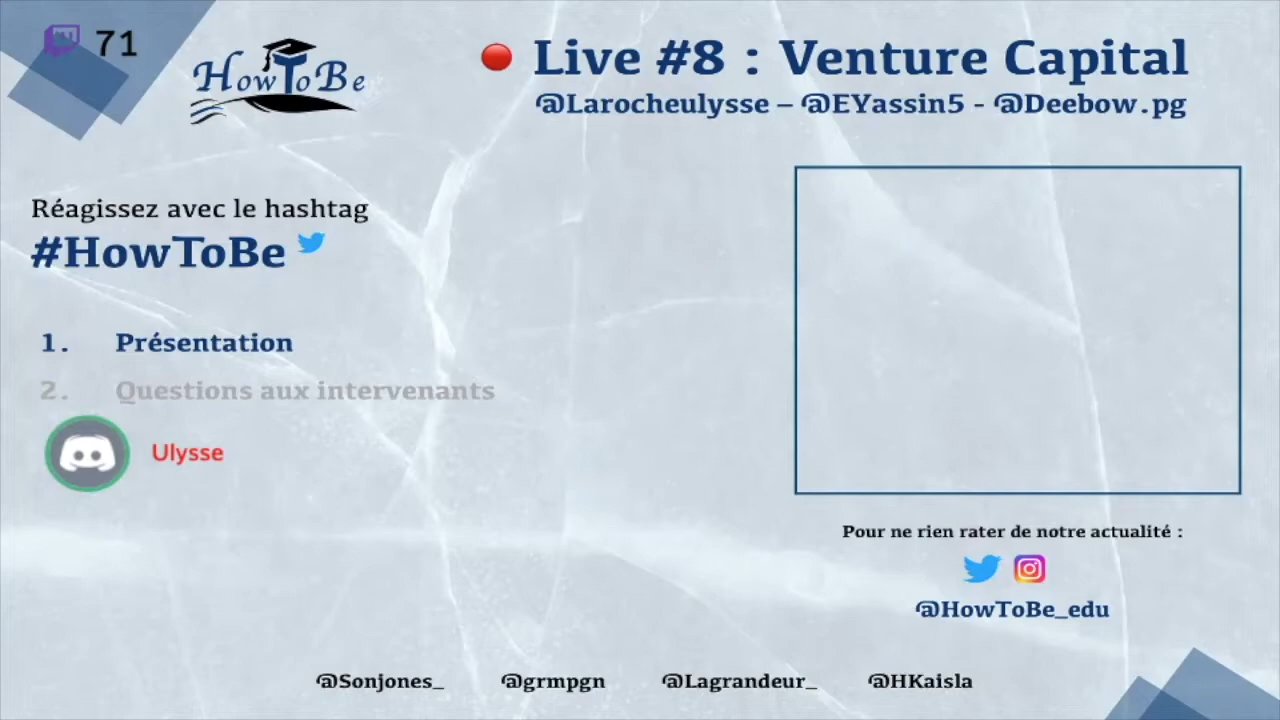 71
HowToBe
Live #8 : Venture Capital
@Larocheulysse – @EYassin5 - @Deebow.pg
Réagissez avec le hashtag
#HowToBe
1. Présentation
2. Questions aux intervenants
Ulysse
Pour ne rien rater de notre actualité :
@HowToBe_edu
@Sonjones_ @grmpgn @Lagrandeur_ @HKaisla